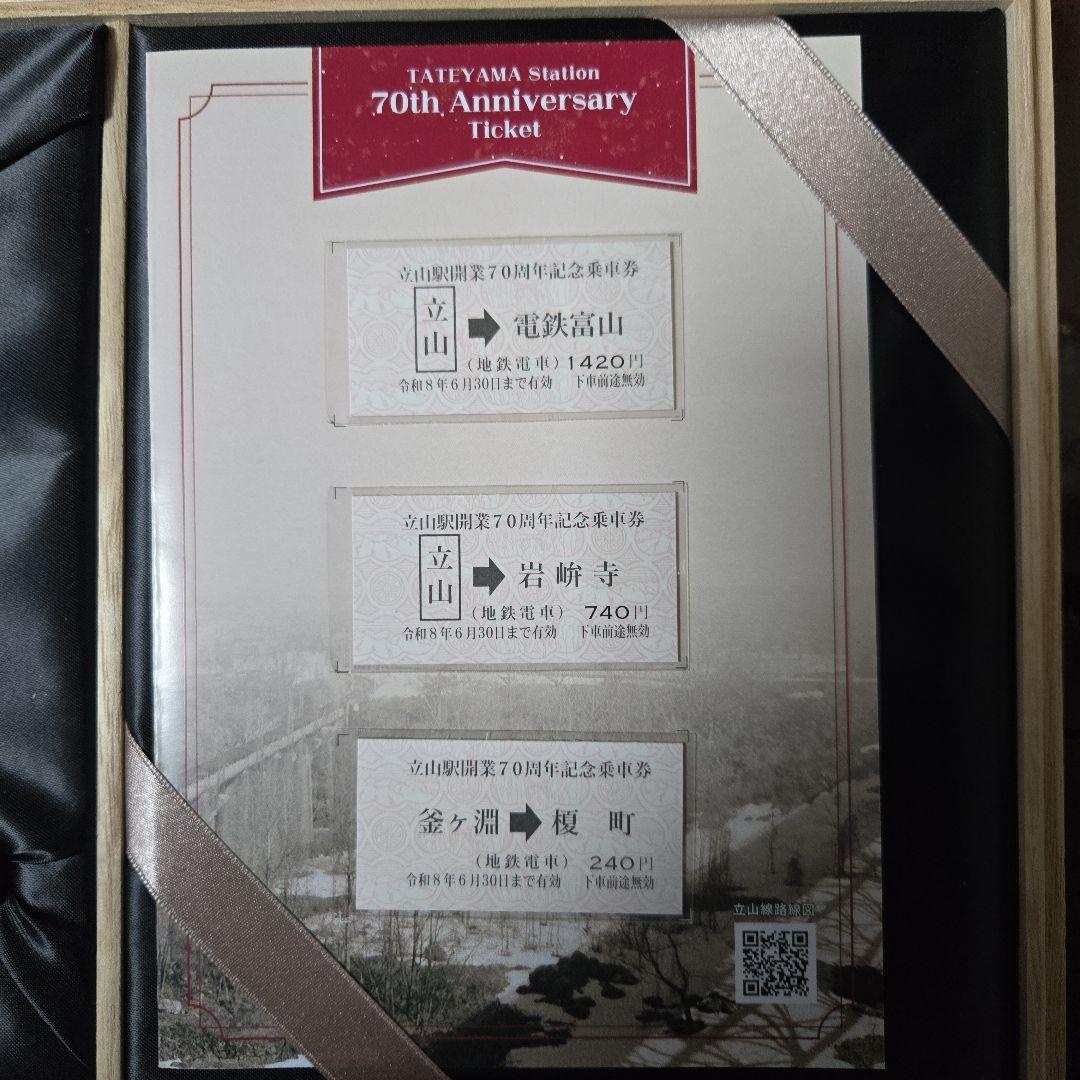 TATEYAMA Station
70th Anniversary
Ticket
立山駅開業70周年記念乗車券
立山➡電鉄富山
(地鉄電車)1420円
令和8年6月30日まで有効 下車前途無効
立山駅開業70周年記念乗車券
立山➡岩峅寺
(地鉄電車) 740円
令和8年6月30日まで有効 下車前途無効
立山駅開業70周年記念乗車券
釜ヶ淵➡榎町
(地鉄電車) 240円
令和8年6月30日まで有効 下車前途無効
立山線路線図